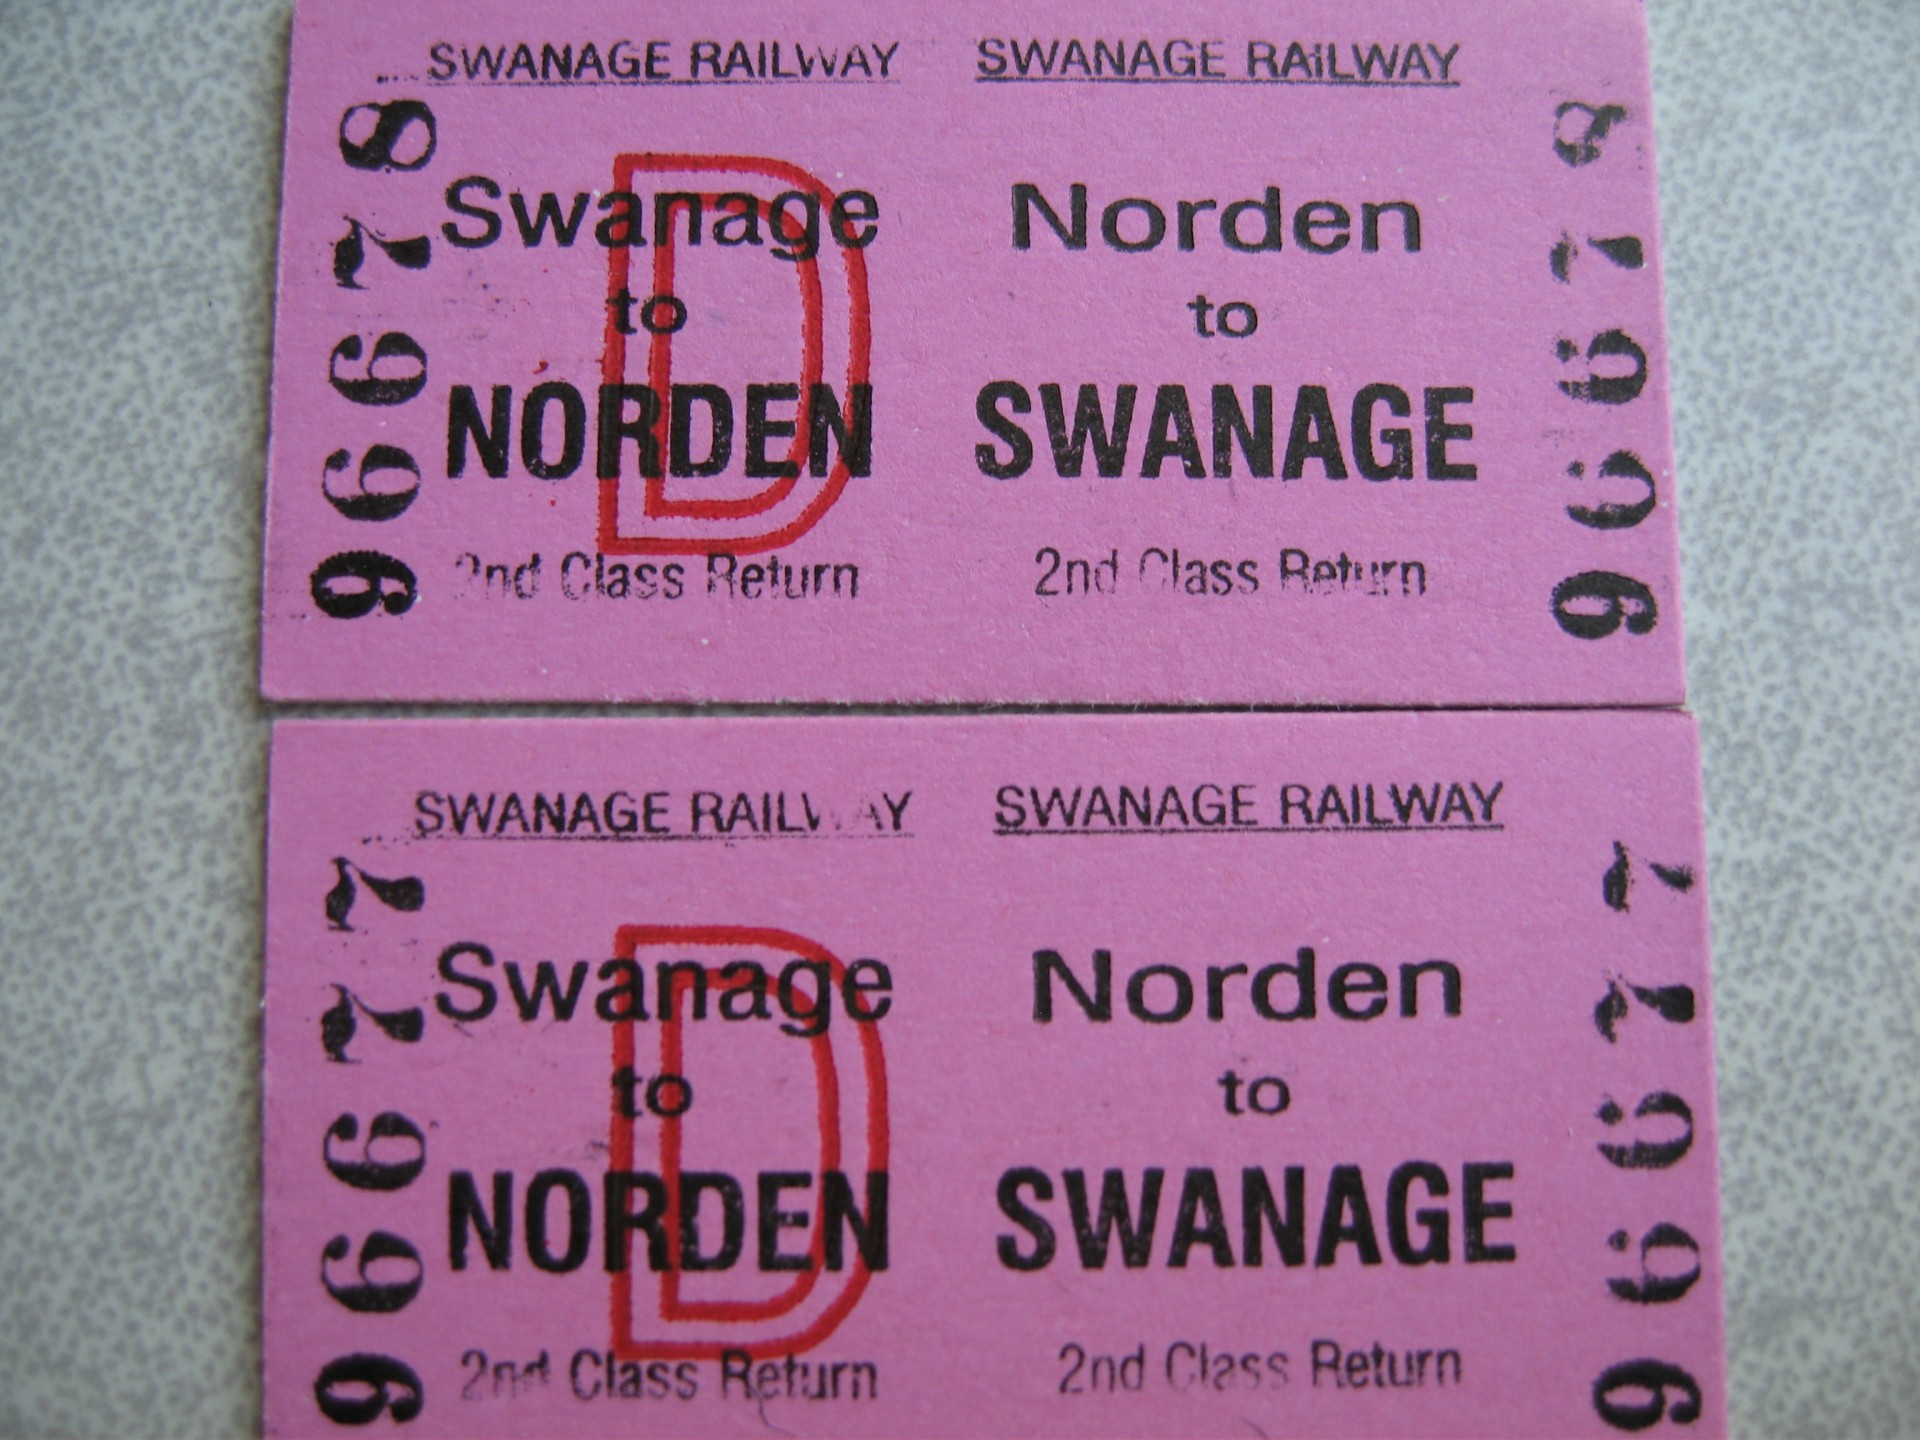 SWANAGE RAILWAY
Swanage
to
NORDEN
2nd Class Return
D
96678
SWANAGE RAILWAY
Norden
to
SWANAGE
2nd Class Return
96678
SWANAGE RAILWAY
Swanage
to
NORDEN
2nd Class Return
D
96677
SWANAGE RAILWAY
Norden
to
SWANAGE
2nd Class Return
96677